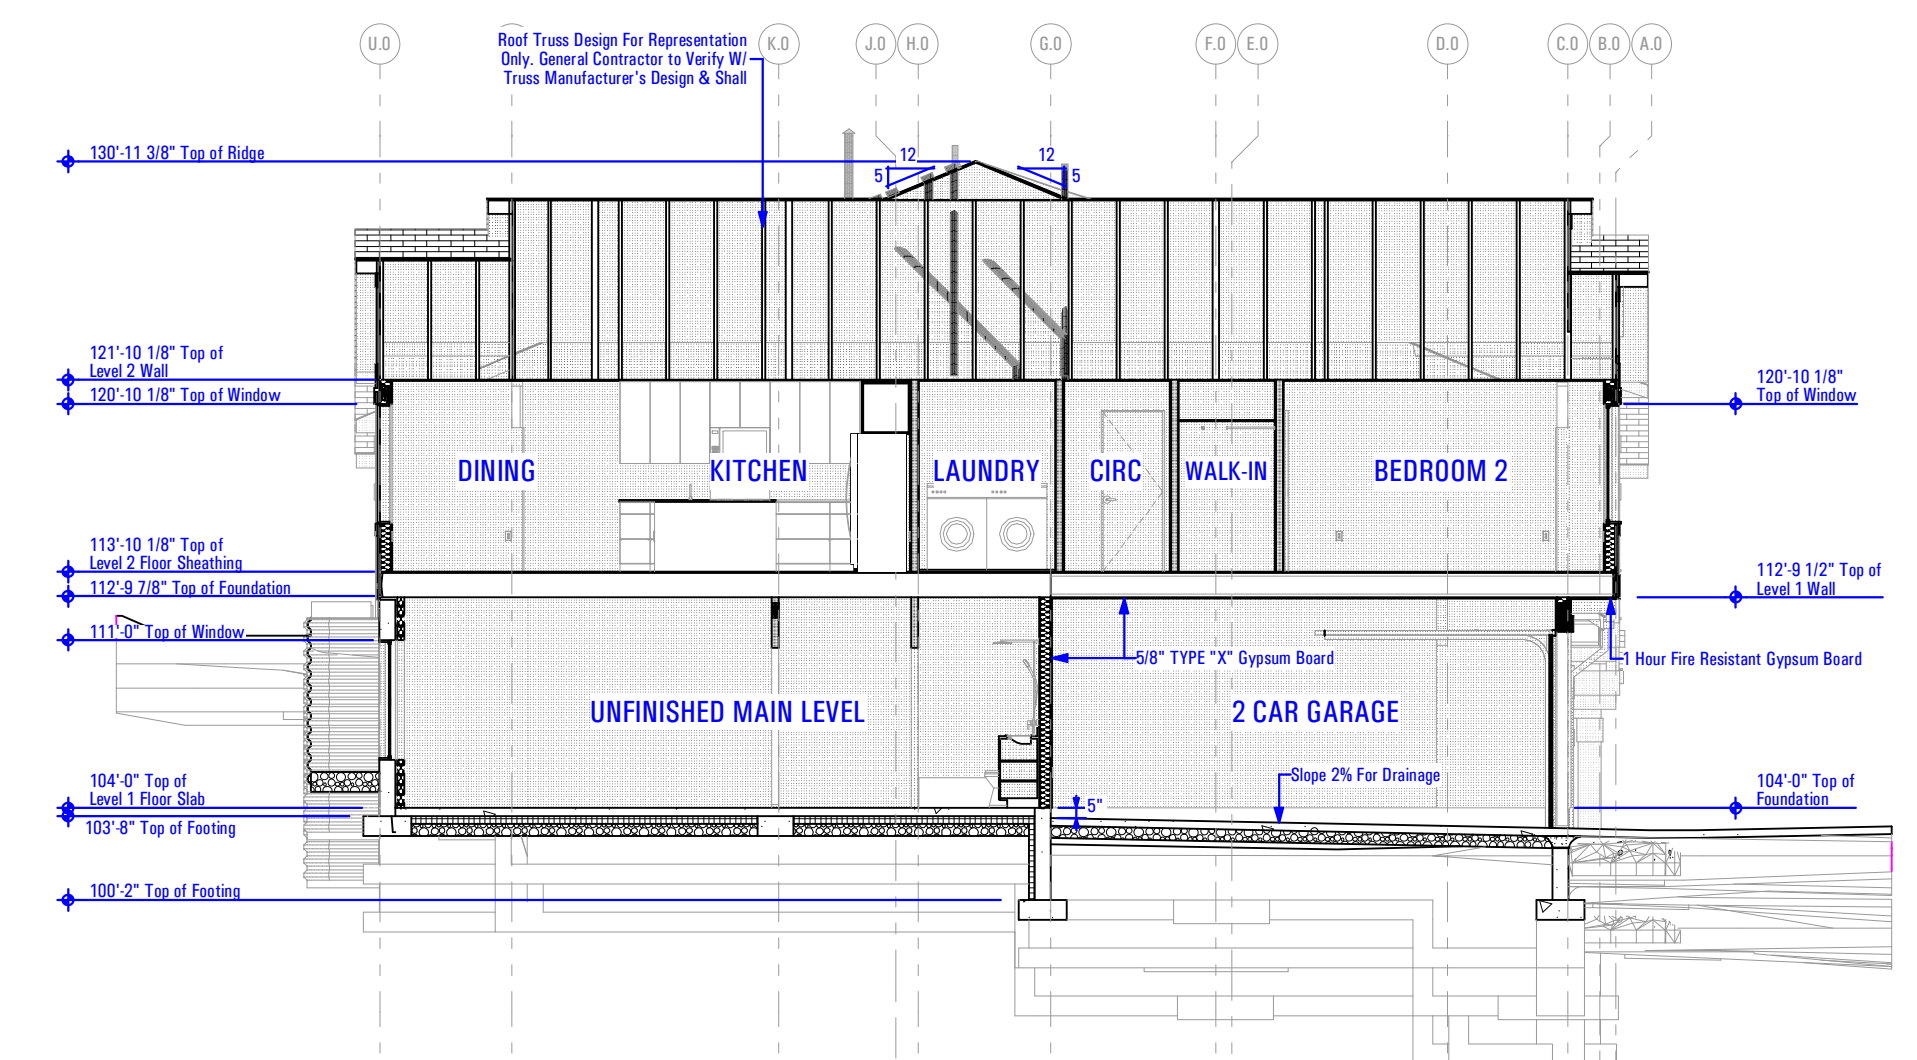 U.0
K.0
J.0
H.0
G.0
F.0
E.0
D.0
C.0
B.0
A.0
Roof Truss Design For Representation
Only. General Contractor to Verify W/
Truss Manufacturer's Design & Shall
130'-11 3/8" Top of Ridge
12
5
12
5
121'-10 1/8" Top of
Level 2 Wall
120'-10 1/8" Top of Window
120'-10 1/8"
Top of Window
DINING
KITCHEN
LAUNDRY
CIRC
WALK-IN
BEDROOM 2
113'-10 1/8" Top of
Level 2 Floor Sheathing
112'-9 7/8" Top of Foundation
112'-9 1/2" Top of
Level 1 Wall
111'-0" Top of Window
5/8" TYPE "X" Gypsum Board
1 Hour Fire Resistant Gypsum Board
UNFINISHED MAIN LEVEL
2 CAR GARAGE
Slope 2% For Drainage
104'-0" Top of
Level 1 Floor Slab
5"
104'-0" Top of
Foundation
103'-8" Top of Footing
100'-2" Top of Footing